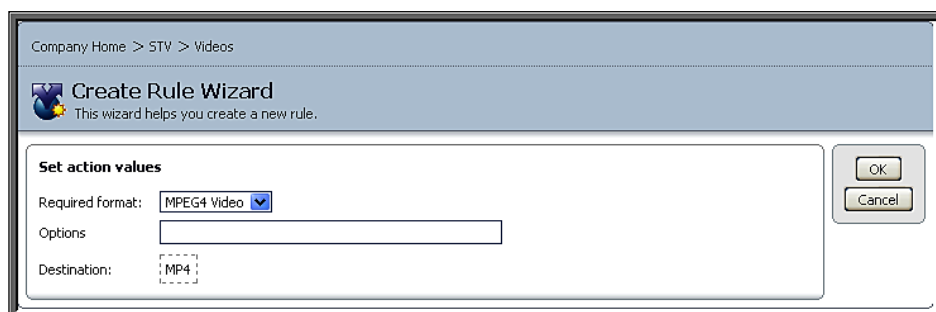 Company Home > STV > Videos
Create Rule Wizard
This wizard helps you create a new rule.
Set action values
Required format: MPEG4 Video
Options
Destination: MP4
OK
Cancel